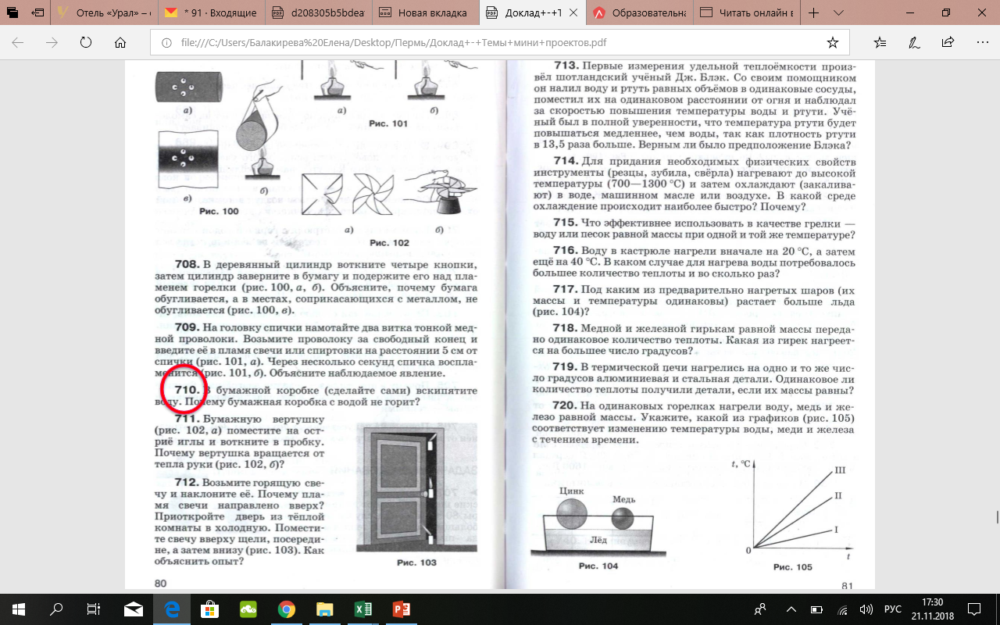 Отель «Урал» – с
* 91 · Входящие
d208305b5bdea
Новая вкладка
Доклад+-+Т
Образовательна
Читать онлайн в
file:///C:/Users/Балакирева%20Елена/Desktop/Пермь/Доклад+-+Темы+мини+проектов.pdf
а)
б)
в)
Рис. 100
а)
б)
Рис. 101
а)
б)
Рис. 102
708. В деревянный цилиндр воткните четыре кнопки,
затем цилиндр заверните в бумагу и подержите его над пла-
менем горелки (рис. 100, а, б). Объясните, почему бумага
обугливается, а в местах, соприкасающихся с металлом, не
обугливается (рис. 100, в).
709. На головку спички намотайте два витка тонкой мед-
ной проволоки. Возьмите проволоку за свободный конец и
введите её в пламя свечи или спиртовки на расстоянии 5 см от
спички (рис. 101, а). Через несколько секунд спичка воспла-
менится (рис. 101, б). Объясните наблюдаемое явление.
710. В бумажной коробке (сделайте сами) вскипятите
воду. Почему бумажная коробка с водой не горит?
711. Бумажную вертушку
(рис. 102, а) поместите на ост-
риё иглы и воткните в пробку.
Почему вертушка вращается от
тепла руки (рис. 102, б)?
712. Возьмите горящую све-
чу и наклоните её. Почему пла-
мя свечи направлено вверх?
Приоткройте дверь из тёплой
комнаты в холодную. Помести-
те свечу вверху щели, посереди-
не, а затем внизу (рис. 103). Как
объяснить опыт?
Рис. 103
80
713. Первые измерения удельной теплоёмкости произ-
вёл шотландский учёный Дж. Блэк. Со своим помощником
он налил воду и ртуть равных объёмов в одинаковые сосуды,
поместил их на одинаковом расстоянии от огня и наблюдал
за скоростью повышения температуры воды и ртути. Учё-
ный был в полной уверенности, что температура ртути будет
повышаться медленнее, чем воды, так как плотность ртути
в 13,5 раза больше. Верным ли было предположение Блэка?
714. Для придания необходимых физических свойств
инструменты (резцы, зубила, свёрла) нагревают до высокой
температуры (700—1300 °С) и затем охлаждают (закалива-
ют) в воде, машинном масле или воздухе. В какой среде
охлаждение происходит наиболее быстро? Почему?
715. Что эффективнее использовать в качестве грелки —
воду или песок равной массы при одной и той же температуре?
716. Воду в кастрюле нагрели вначале на 20 °С, а затем
ещё на 40 °С. В каком случае для нагрева воды потребовалось
большее количество теплоты и во сколько раз?
717. Под каким из предварительно нагретых шаров (их
массы и температуры одинаковы) растает больше льда
(рис. 104)?
718. Медной и железной гирькам равной массы переда-
но одинаковое количество теплоты. Какая из гирек нагреет-
ся на большее число градусов?
719. В термической печи нагрелись на одно и то же чис-
ло градусов алюминиевая и стальная детали. Одинаковое ли
количество теплоты получили детали, если их массы равны?
720. На одинаковых горелках нагрели воду, медь и же-
лезо равной массы. Укажите, какой из графиков (рис. 105)
соответствует изменению температуры воды, меди и железа
с течением времени.
Цинк
Медь
Лёд
Рис. 104
t, °С
III
II
I
0
t
Рис. 105
81
РУС
17:30
21.11.2018